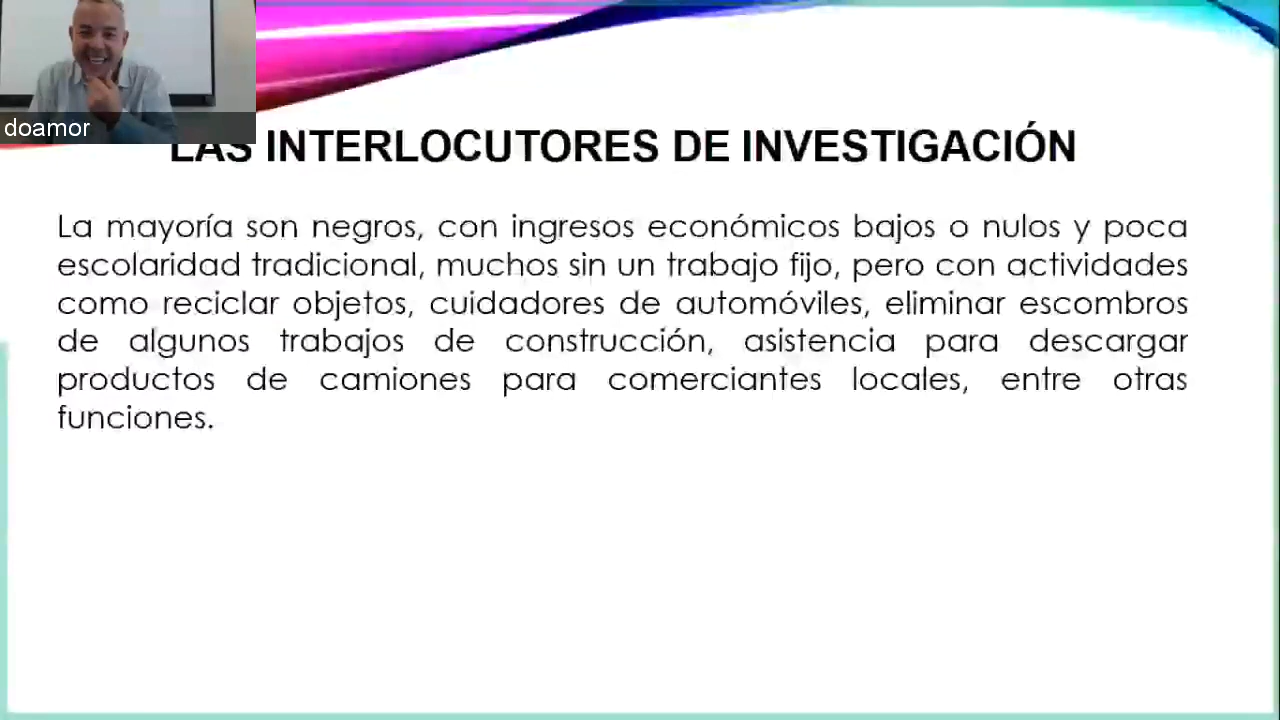 doamor
LAS INTERLOCUTORES DE INVESTIGACIÓN
La mayoría son negros, con ingresos económicos bajos o nulos y poca
escolaridad tradicional, muchos sin un trabajo fijo, pero con actividades
como reciclar objetos, cuidadores de automóviles, eliminar escombros
de algunos trabajos de construcción, asistencia para descargar
productos de camiones para comerciantes locales, entre otras
funciones.